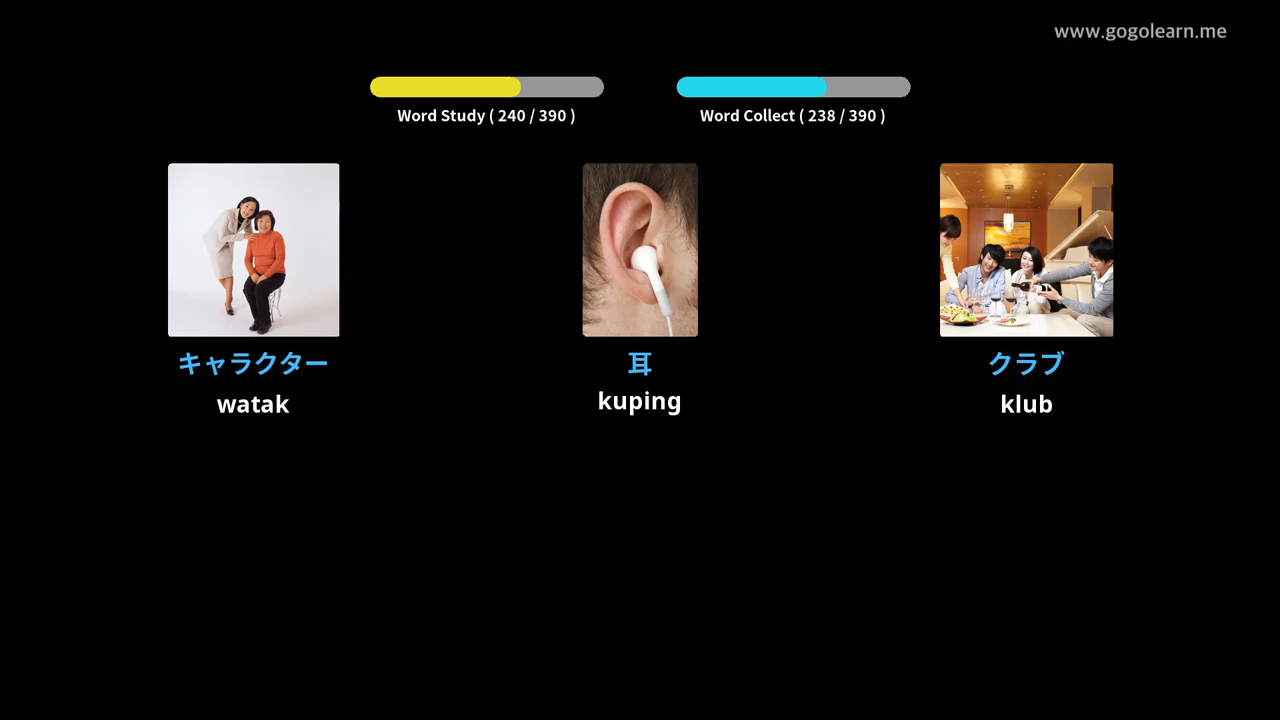 www.gogolearn.me
Word Study ( 240 / 390 )
Word Collect ( 238 / 390 )
キャラクター
watak
耳
kuping
クラブ
klub